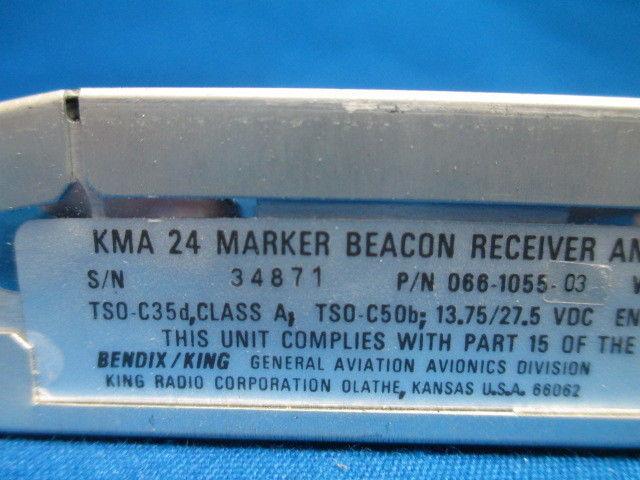 KMA 24 MARKER BEACON RECEIVER AN
S/N 34871 P/N 066-1055-03
TSO-C35d, CLASS A; TSO-C50b; 13.75/27.5 VDC EN
THIS UNIT COMPLIES WITH PART 15 OF THE
BENDIX/KING GENERAL AVIATION AVIONICS DIVISION
KING RADIO CORPORATION OLATHE, KANSAS U.S.A. 66062